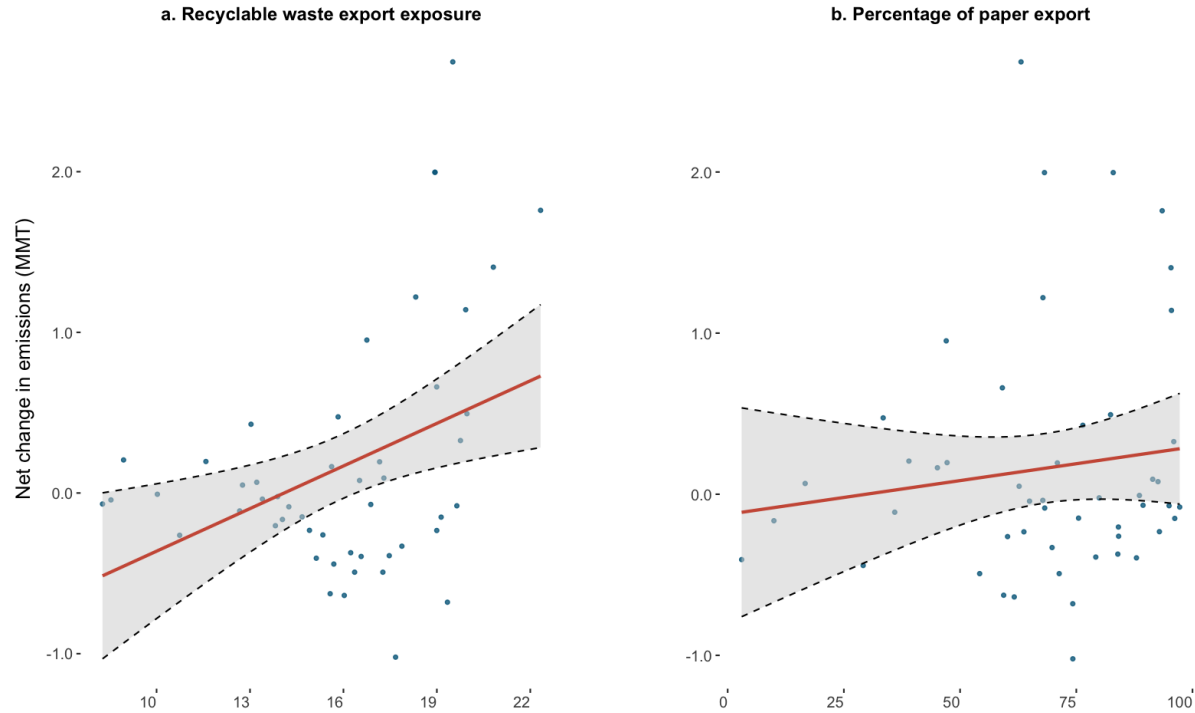 a. Recyclable waste export exposure
b. Percentage of paper export
Net change in emissions (MMT)
2.0
1.0
0.0
-1.0
10 13 16 19 22
2.0
1.0
0.0
-1.0
0 25 50 75 100